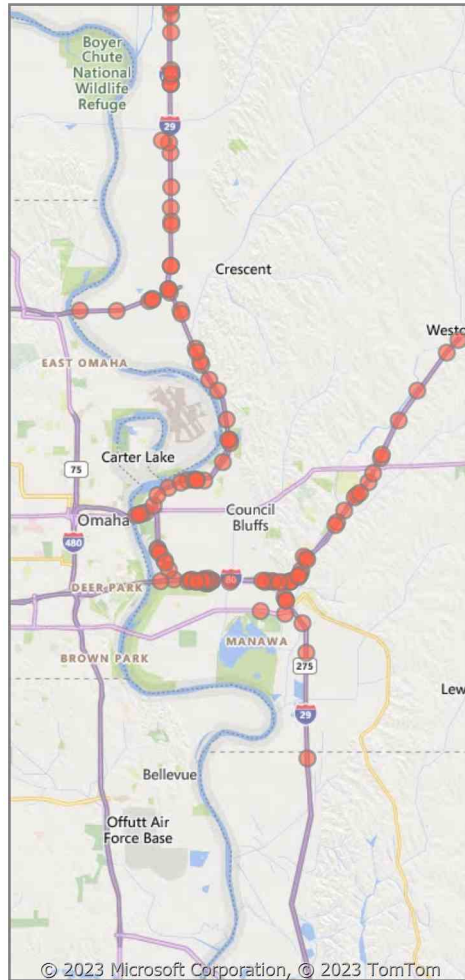 Boyer
Chute
National
Wildlife
Refuge
29
Crescent
Westo
EAST OMAHA
Carter Lake
75
Omaha
Council
Bluffs
480
DEER PARK
80
MANAWA
BROWN PARK
275
Lew
29
Bellevue
Offutt Air
Force Base
© 2023 Microsoft Corporation, © 2023 TomTom